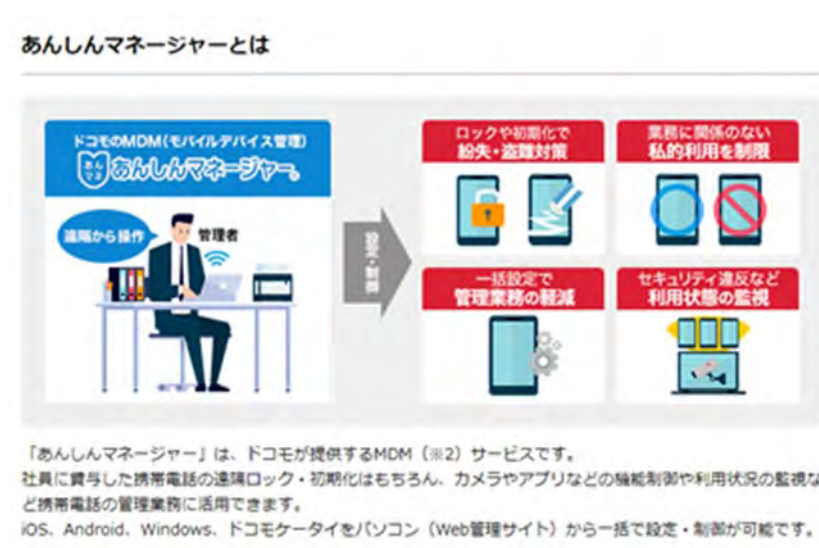 あんしんマネージャーとは
ドコモのMDM(モバイルデバイス管理)
あん
マネ
あんしんマネージャー。
遠隔から操作
管理者
ロックや初期化で
紛失・盗難対策
業務に関係のない
私的利用を制限
一括設定で
管理業務の軽減
セキュリティ違反など
利用状態の監視
「あんしんマネージャー」は、ドコモが提供するMDM（※2）サービスです。
社員に貸与した携帯電話の遠隔ロック・初期化はもちろん、カメラやアプリなどの機能制御や利用状況の監視な
ど携帯電話の管理業務に活用できます。
iOS、Android、Windows、ドコモケータイをパソコン（Web管理サイト）から一括で設定・制御が可能です。